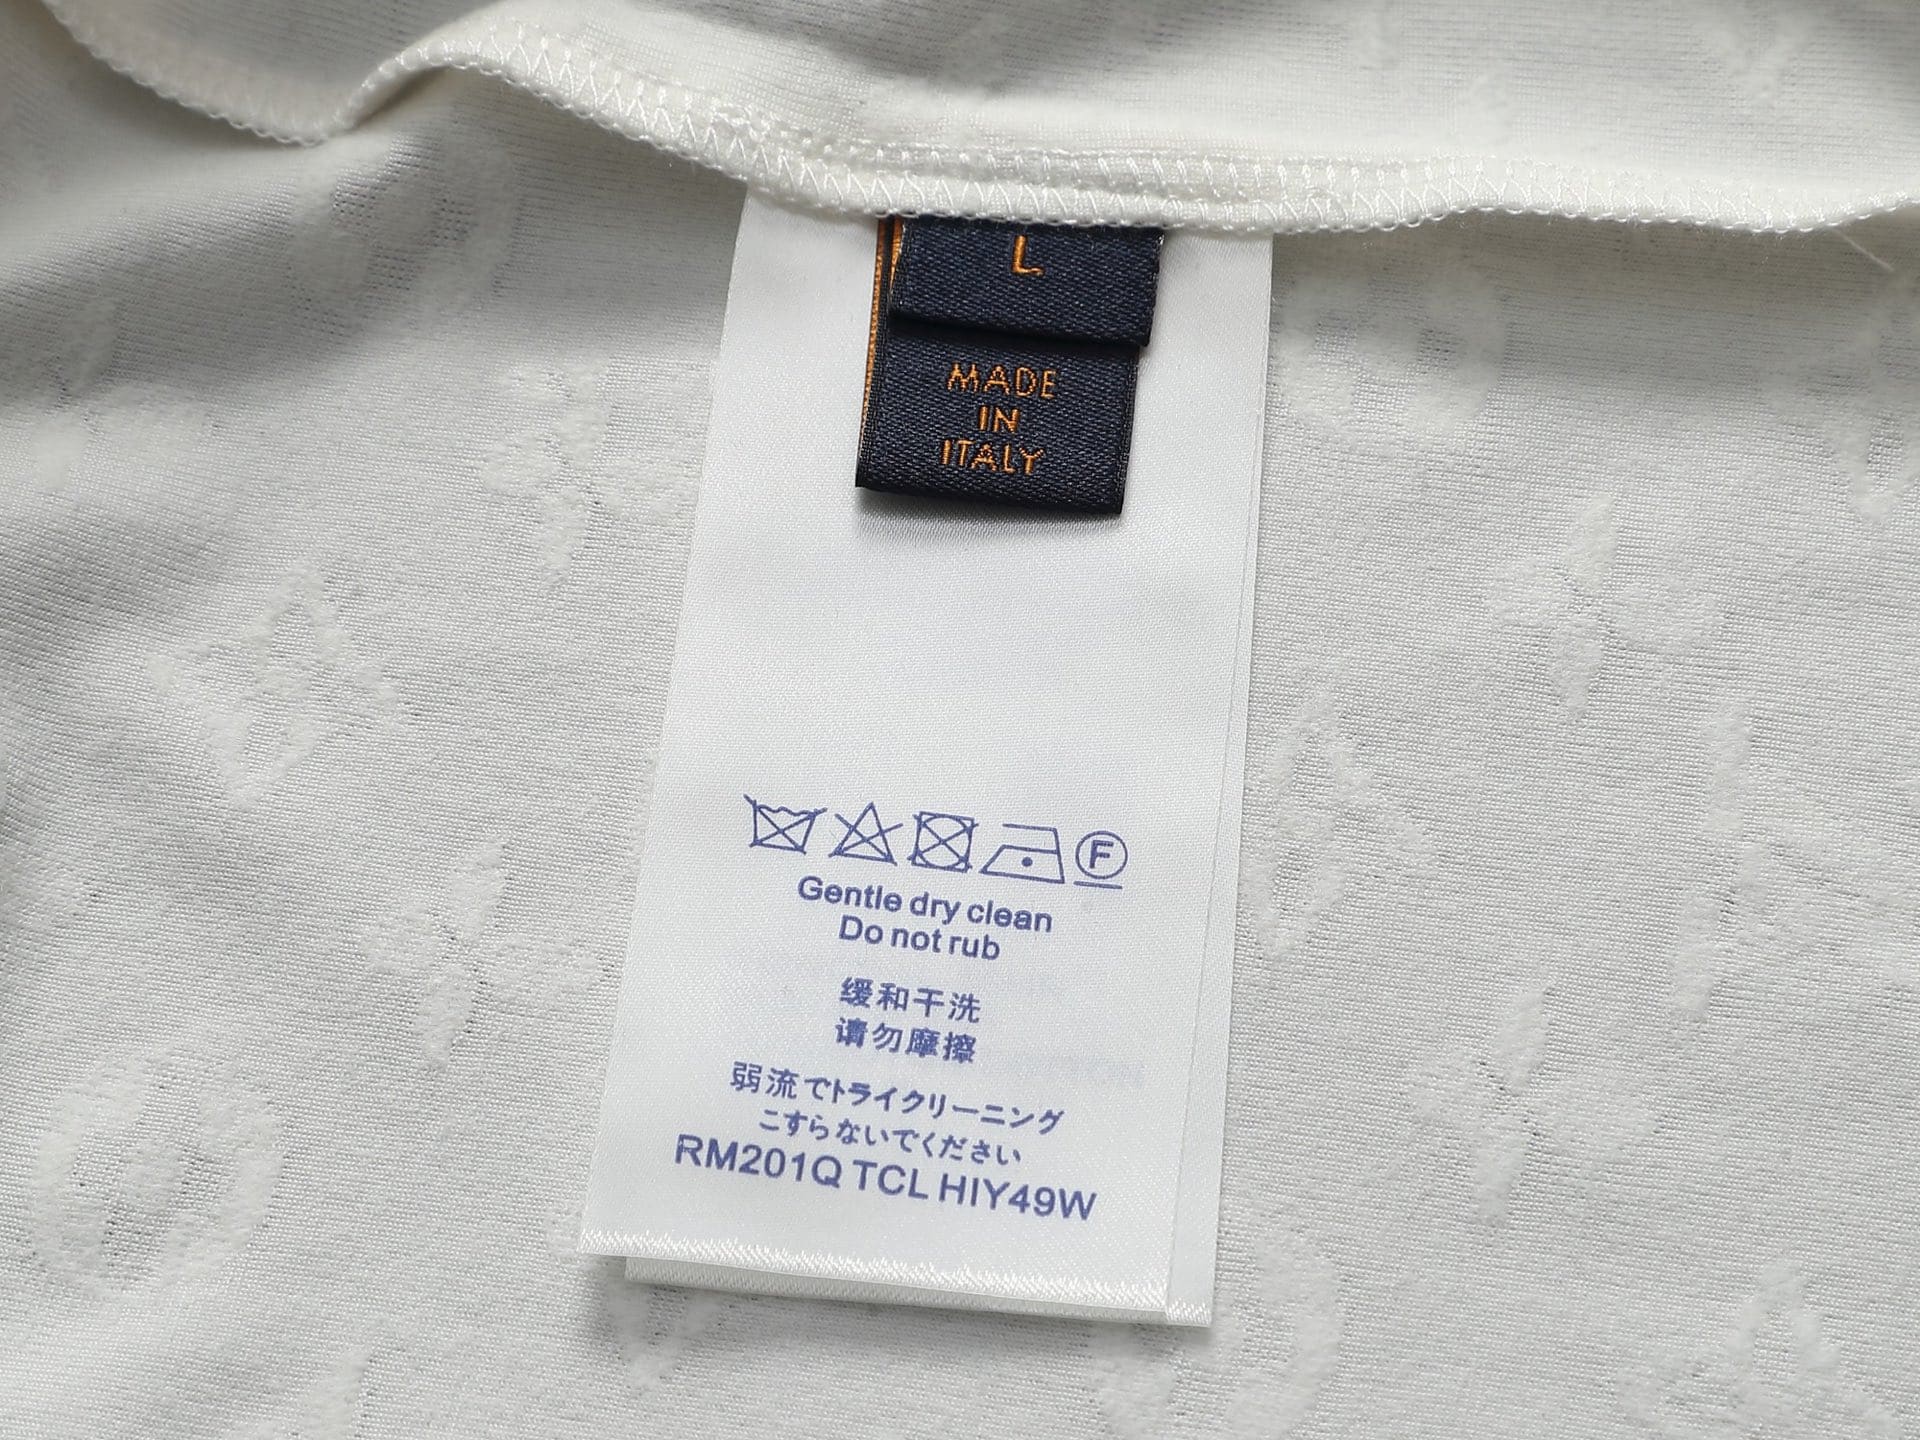 L
MADE
IN
ITALY
F
Gentle dry clean
Do not rub
缓和干洗
请勿摩擦
弱流でトライクリーニング
こすらないでください
RM201Q TCL HIY49W